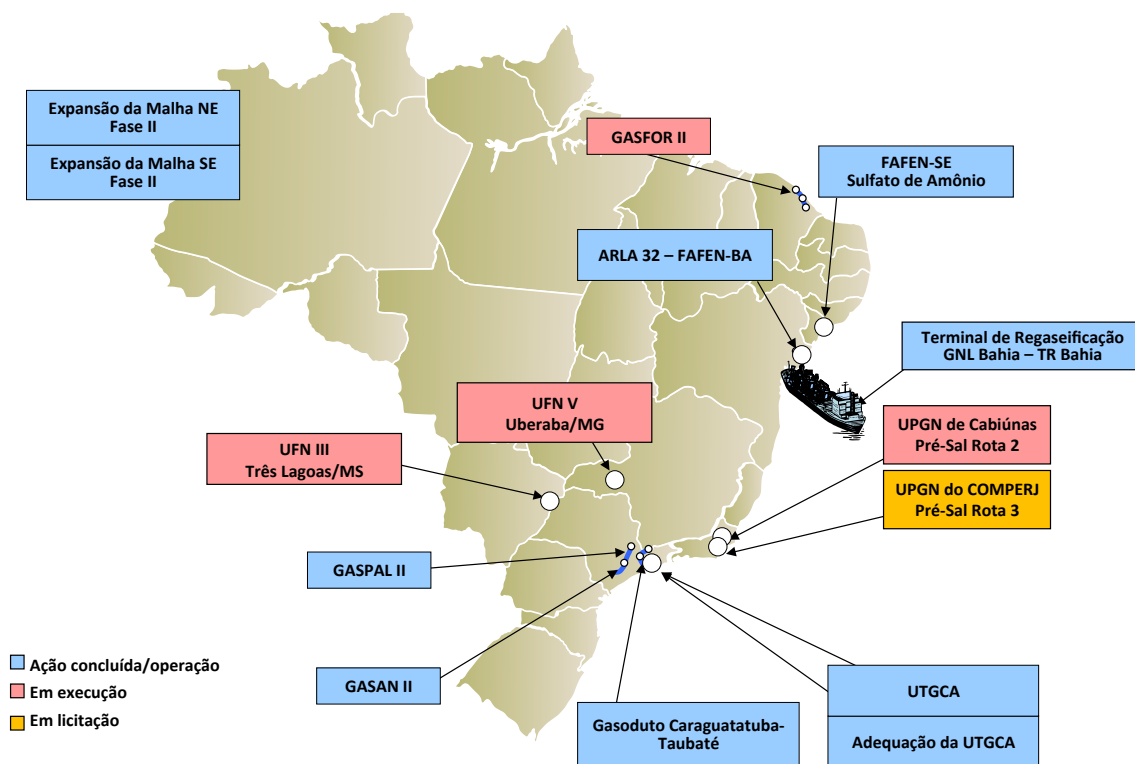 Expansão da Malha NE
Fase II
Expansão da Malha SE
Fase II
GASFOR II
FAFEN-SE
Sulfato de Amônio
ARLA 32 – FAFEN-BA
Terminal de Regaseificação
GNL Bahia – TR Bahia
UFN V
Uberaba/MG
UPGN de Cabiúnas
Pré-Sal Rota 2
UFN III
Três Lagoas/MS
UPGN do COMPERJ
Pré-Sal Rota 3
GASPAL II
Ação concluída/operação
Em execução
Em licitação
GASAN II
Gasoduto Caraguatatuba-
Taubaté
UTGCA
Adequação da UTGCA